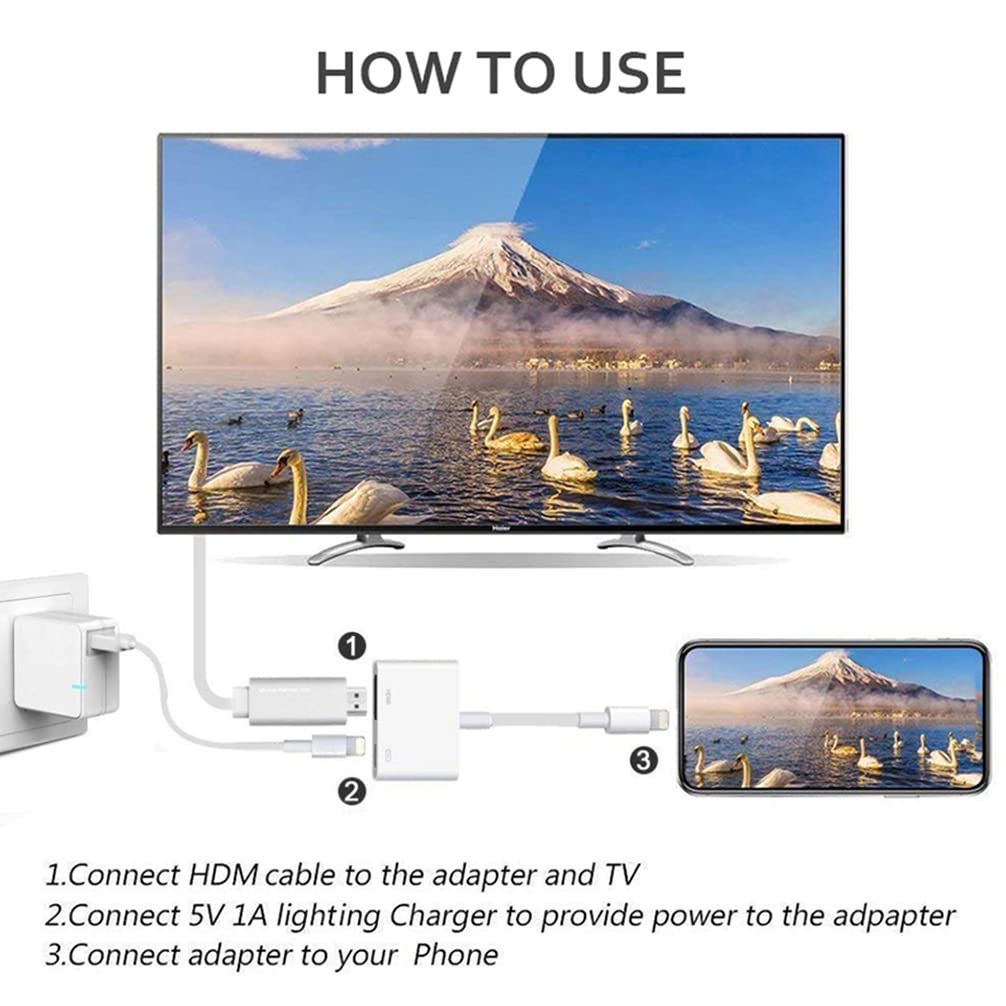 HOW TO USE
Haier
1
HDMI
2
3
1.Connect HDM cable to the adapter and TV
2.Connect 5V 1A lighting Charger to provide power to the adpapter
3.Connect adapter to your Phone